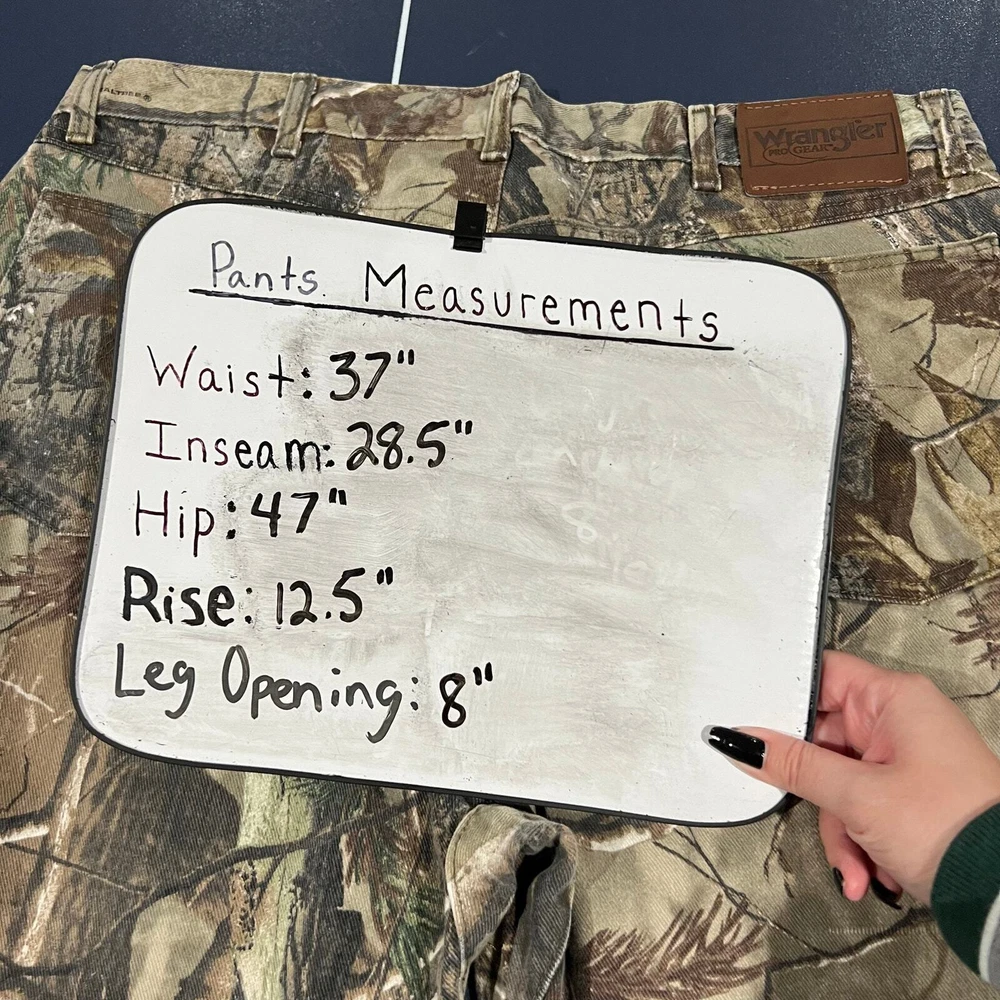 Wrangler
PRO GEAR
Pants Measurements
Waist: 37"
Inseam: 28.5"
Hip: 47"
Rise: 12.5"
Leg Opening: 8"